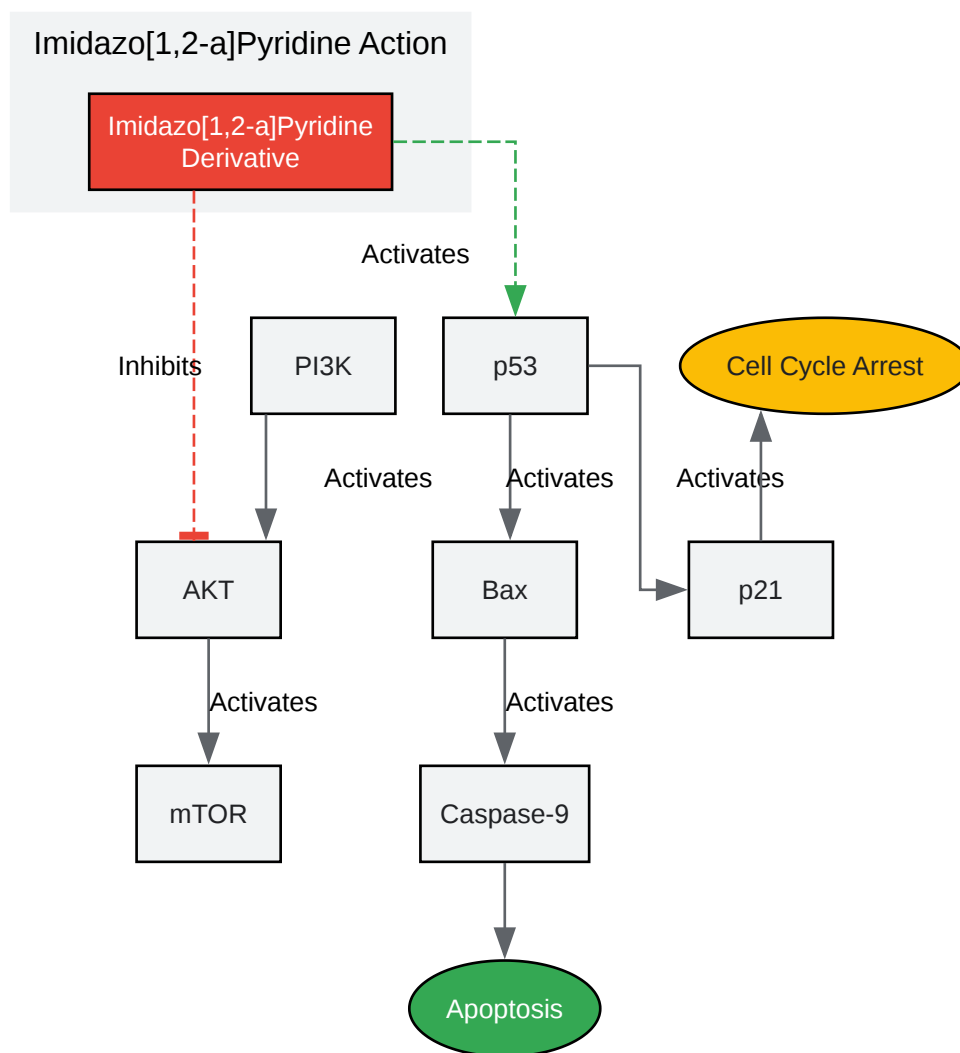 Imidazo[1,2-a]Pyridine Action
Imidazo[1,2-a]Pyridine
Derivative
Activates
Inhibits
PI3K
p53
Cell Cycle Arrest
Activates
Activates
Activates
AKT
Bax
p21
Activates
Activates
mTOR
Caspase-9
Apoptosis